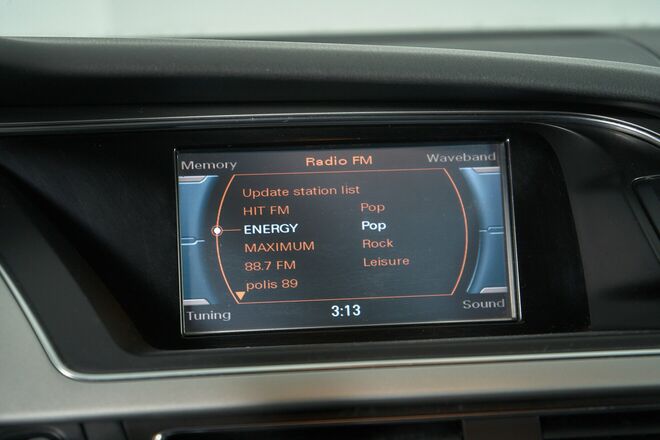 Memory Radio FM Waveband
Update station list
HIT FM Pop
ENERGY Pop
MAXIMUM Rock
88.7 FM Leisure
polis 89
Tuning 3:13 Sound